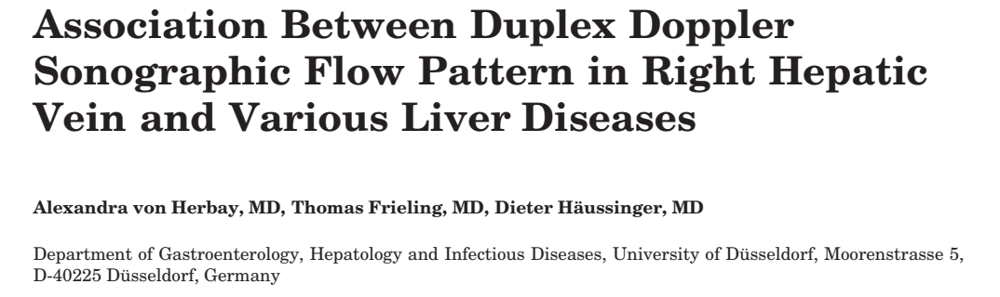 Association Between Duplex Doppler
Sonographic Flow Pattern in Right Hepatic
Vein and Various Liver Diseases
Alexandra von Herbay, MD, Thomas Frieling, MD, Dieter Häussinger, MD
Department of Gastroenterology, Hepatology and Infectious Diseases, University of Düsseldorf, Moorenstrasse 5,
D-40225 Düsseldorf, Germany